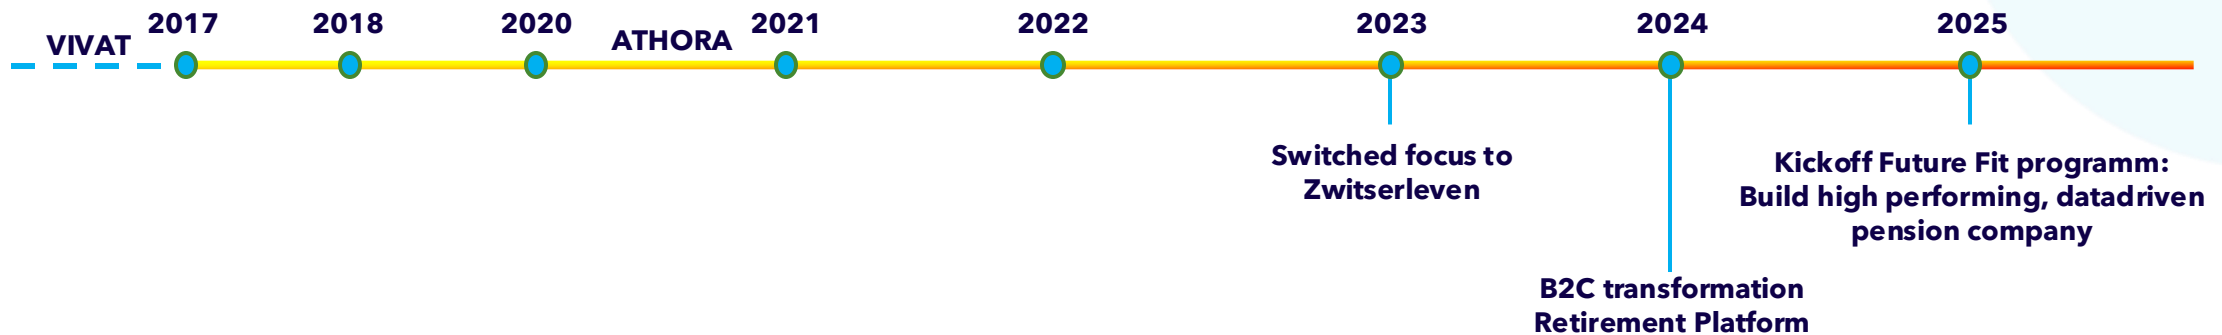 VIVAT
2017
2018
2020
ATHORA
2021
2022
2023
2024
2025
Switched focus to
Zwitserleven
B2C transformation
Retirement Platform
Kickoff Future Fit programm:
Build high performing, datadriven
pension company